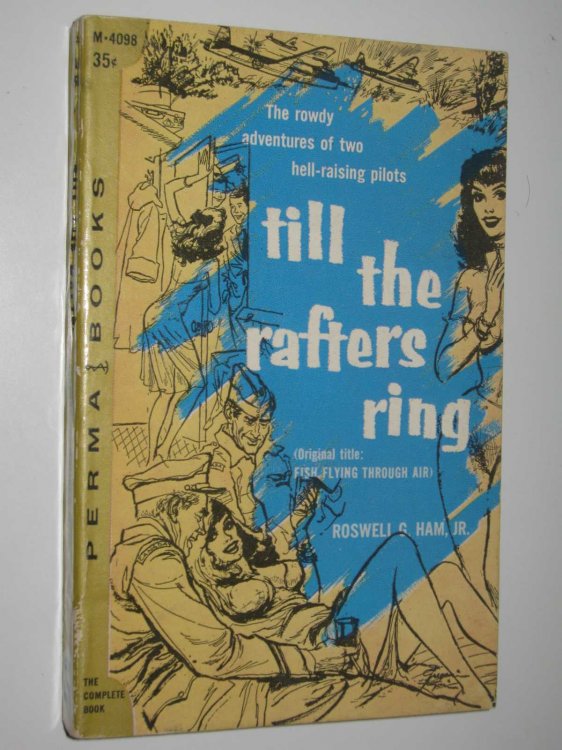 M-4098
35¢
PERMA BOOKS
The rowdy
adventures of two
hell-raising pilots
till
the
rafters
ring
(Original title:
FISH FLYING THROUGH AIR)
ROSWELL G. HAM, JR.
THE
COMPLETE
BOOK